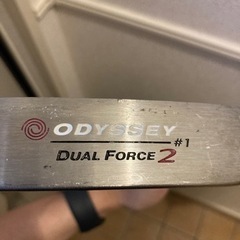 ODYSSEY
#1
DUAL FORCE 2